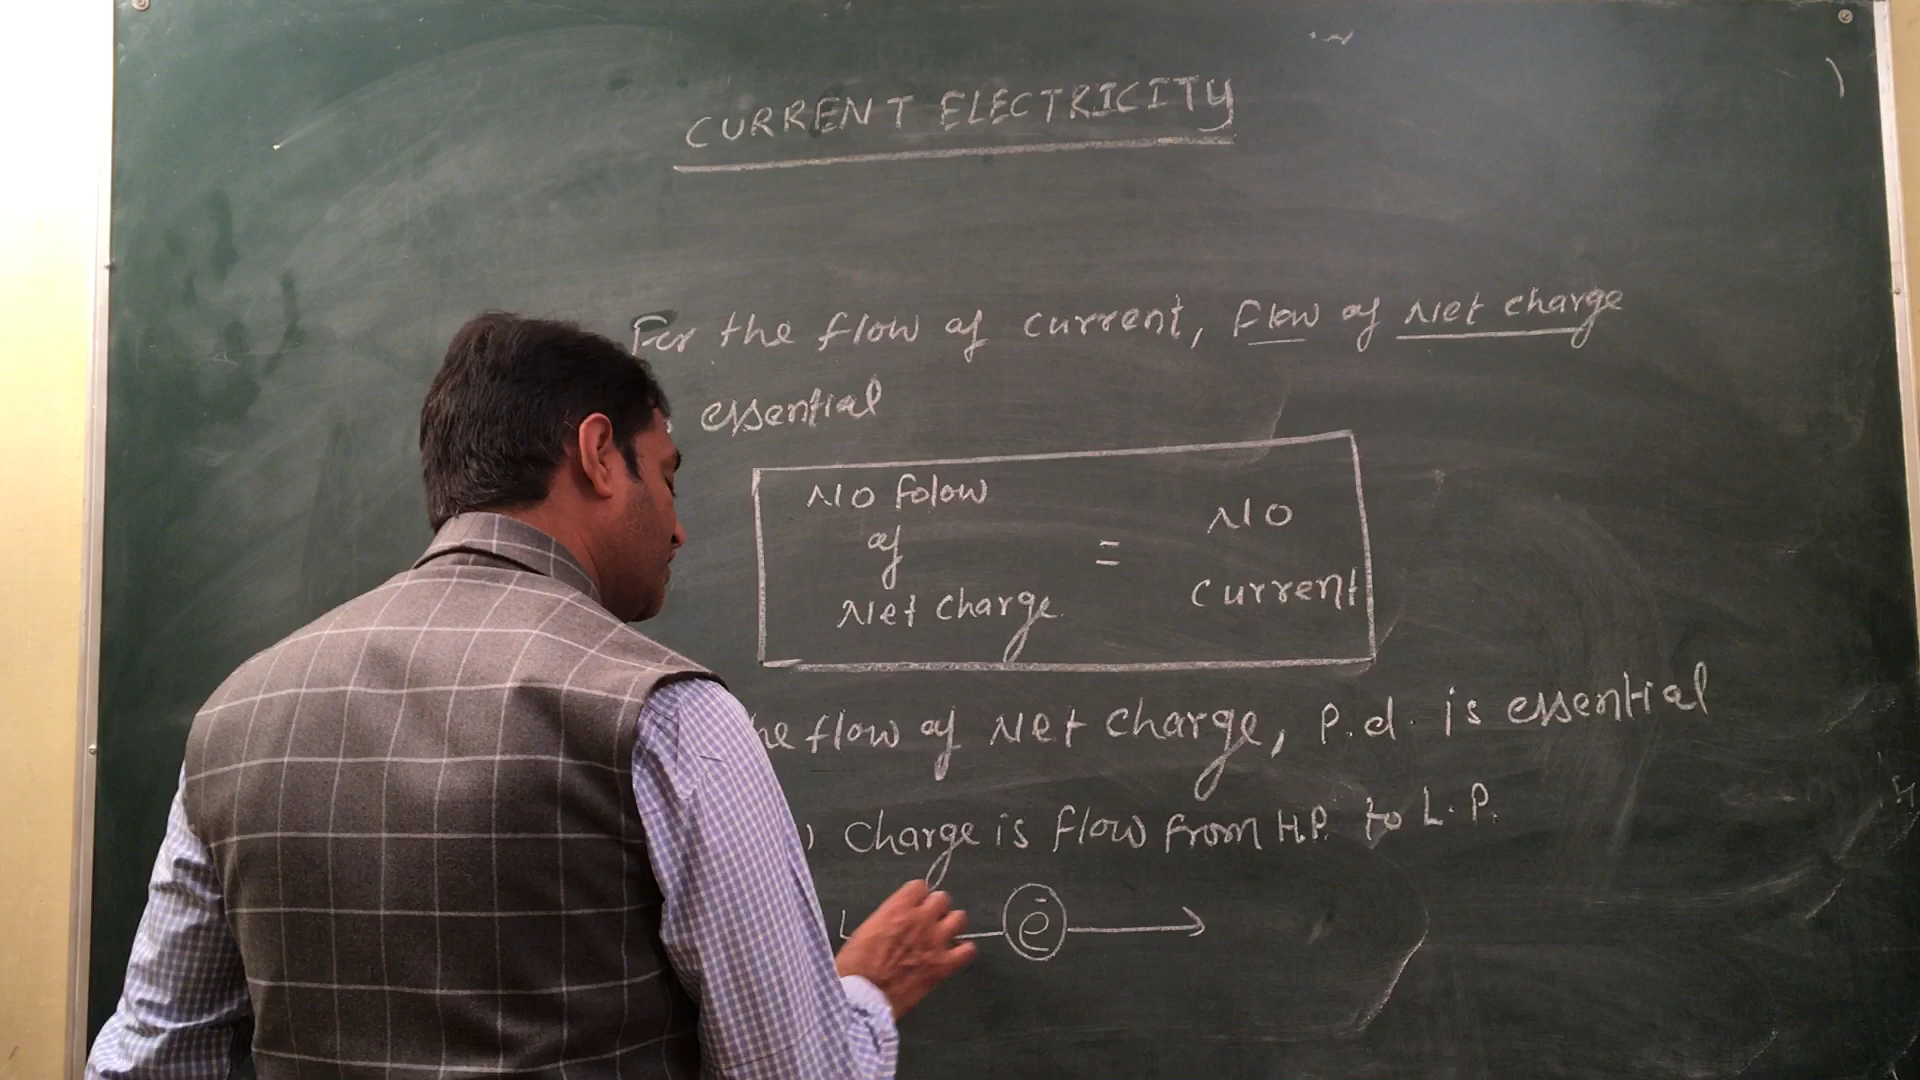 CURRENT ELECTRICITY
For the flow of current, Flow of Net charge
essential
No folow
of
Net charge
=
No
current
he flow of Net charge, P.d. is essential
) Charge is flow from H.P. to L.P.
L
e